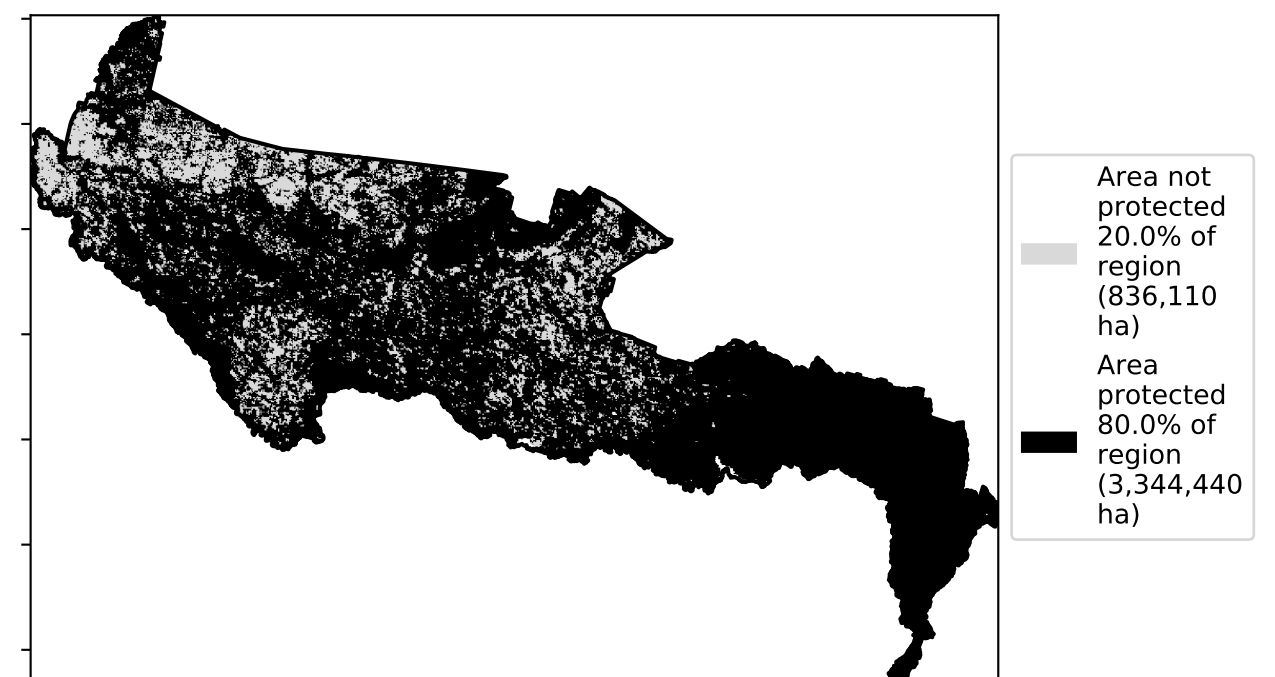 Area not
protected
20.0% of
region
(836,110
ha)
Area
protected
80.0% of
region
(3,344,440
ha)